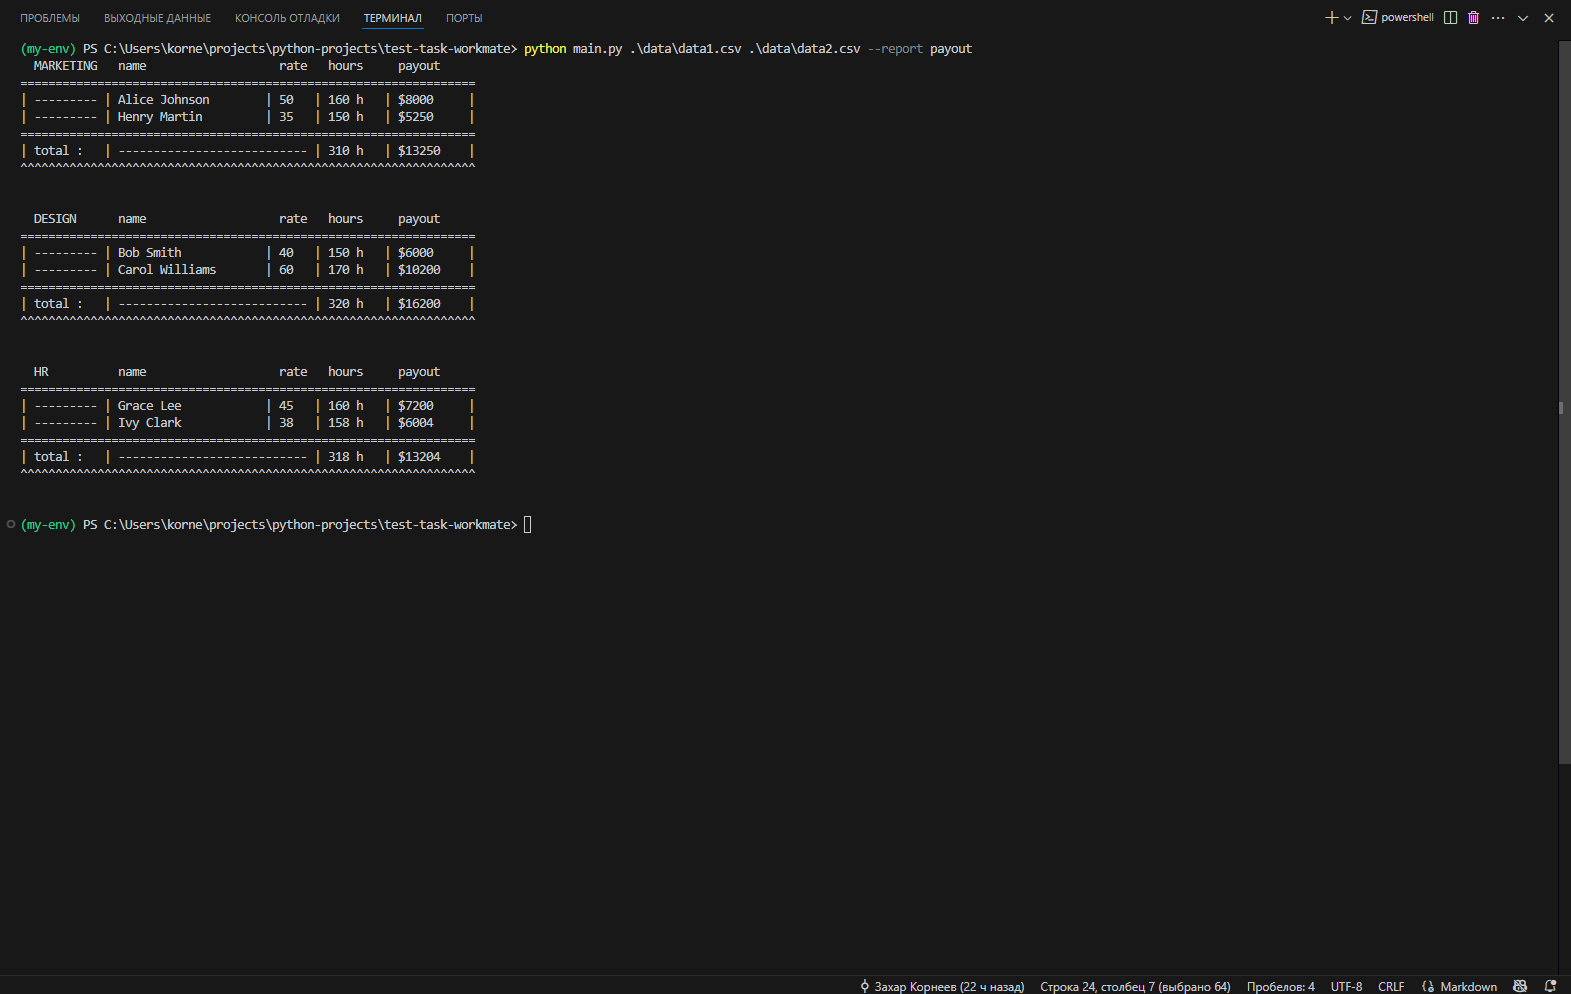 ПРОБЛЕМЫ ВЫХОДНЫЕ ДАННЫЕ КОНСОЛЬ ОТЛАДКИ ТЕРМИНАЛ ПОРТЫ powershell
(my-env) PS C:\Users\korne\projects\python-projects\test-task-workmate> python main.py .\data\data1.csv .\data\data2.csv --report payout
MARKETING name rate hours payout
=================================================================
| --------- | Alice Johnson | 50 | 160 h | $8000 |
| --------- | Henry Martin | 35 | 150 h | $5250 |
=================================================================
| total : | --------------------------- | 310 h | $13250 |
^^^^^^^^^^^^^^^^^^^^^^^^^^^^^^^^^^^^^^^^^^^^^^^^^^^^^^^^^^^^^^^^^
DESIGN name rate hours payout
=================================================================
| --------- | Bob Smith | 40 | 150 h | $6000 |
| --------- | Carol Williams | 60 | 170 h | $10200 |
=================================================================
| total : | --------------------------- | 320 h | $16200 |
^^^^^^^^^^^^^^^^^^^^^^^^^^^^^^^^^^^^^^^^^^^^^^^^^^^^^^^^^^^^^^^^^
HR name rate hours payout
=================================================================
| --------- | Grace Lee | 45 | 160 h | $7200 |
| --------- | Ivy Clark | 38 | 158 h | $6004 |
=================================================================
| total : | --------------------------- | 318 h | $13204 |
^^^^^^^^^^^^^^^^^^^^^^^^^^^^^^^^^^^^^^^^^^^^^^^^^^^^^^^^^^^^^^^^^
(my-env) PS C:\Users\korne\projects\python-projects\test-task-workmate>
Захар Корнеев (22 ч назад) Строка 24, столбец 7 (выбрано 64) Пробелов: 4 UTF-8 CRLF Markdown